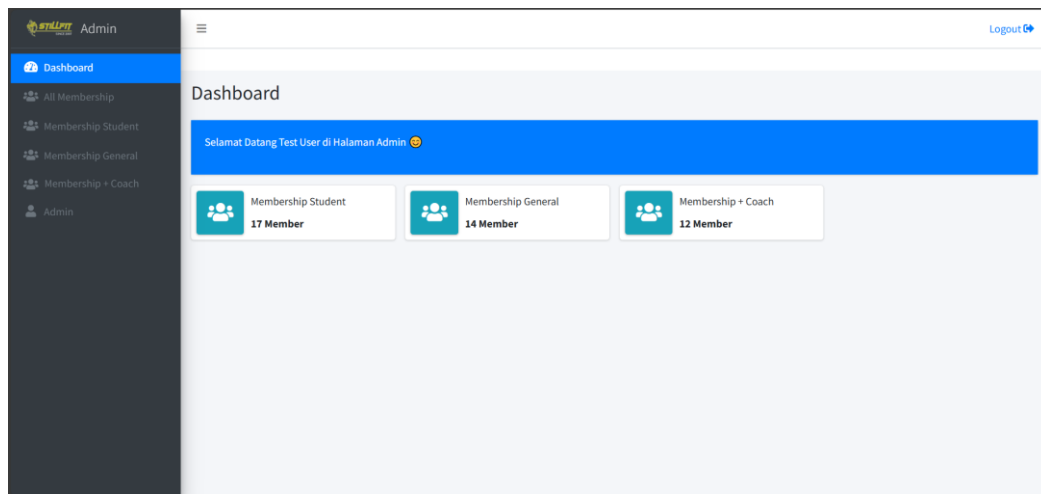 STILLFIT Admin
Logout
Dashboard
All Membership
Membership Student
Membership General
Membership + Coach
Admin
Dashboard
Selamat Datang Test User di Halaman Admin 😊
Membership Student
17 Member
Membership General
14 Member
Membership + Coach
12 Member